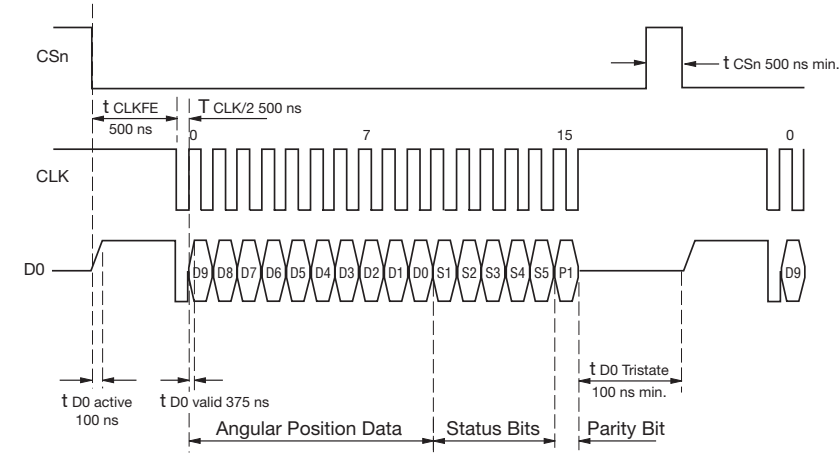 CSn
t CSn 500 ns min.
t CLKFE
500 ns
T CLK/2 500 ns
0
7
15
0
CLK
D0
D9 D8 D7 D6 D5 D4 D3 D2 D1 D0 S1 S2 S3 S4 S5 P1
D9
t D0 active
100 ns
t D0 valid 375 ns
t D0 Tristate
100 ns min.
Angular Position Data
Status Bits
Parity Bit